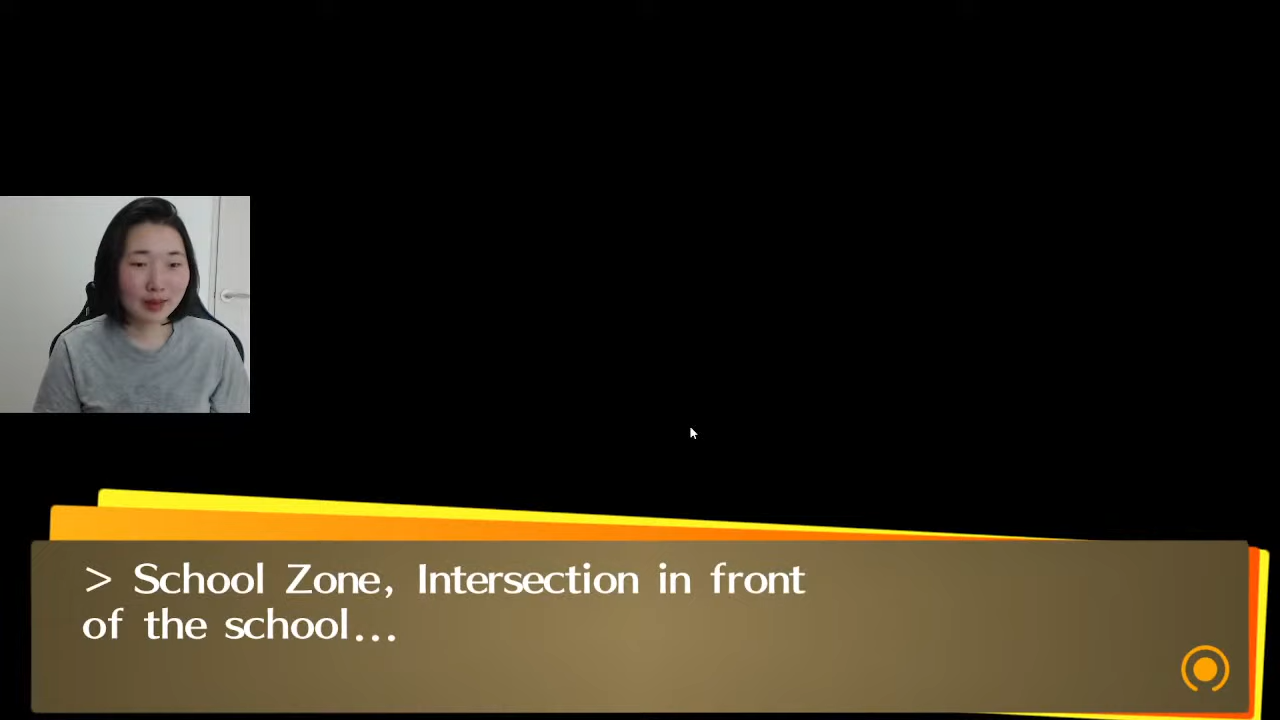 > School Zone, Intersection in front
of the school...